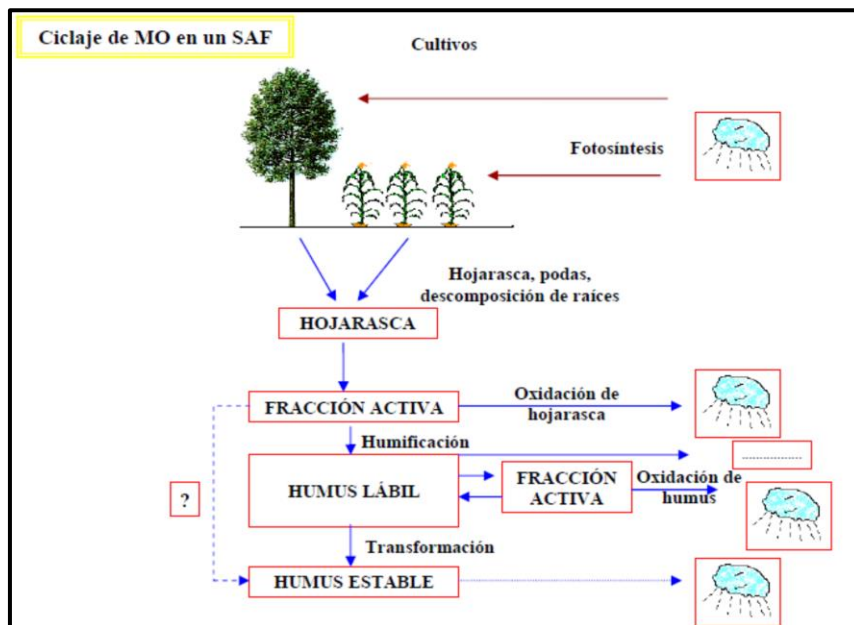 Ciclaje de MO en un SAF
Cultivos
Fotosíntesis
Hojarasca, podas,
descomposición de raíces
HOJARASCA
FRACCIÓN ACTIVA
Oxidación de
hojarasca
Humificación
................
?
HUMUS LÁBIL
FRACCIÓN
ACTIVA
Oxidación de
humus
Transformación
HUMUS ESTABLE